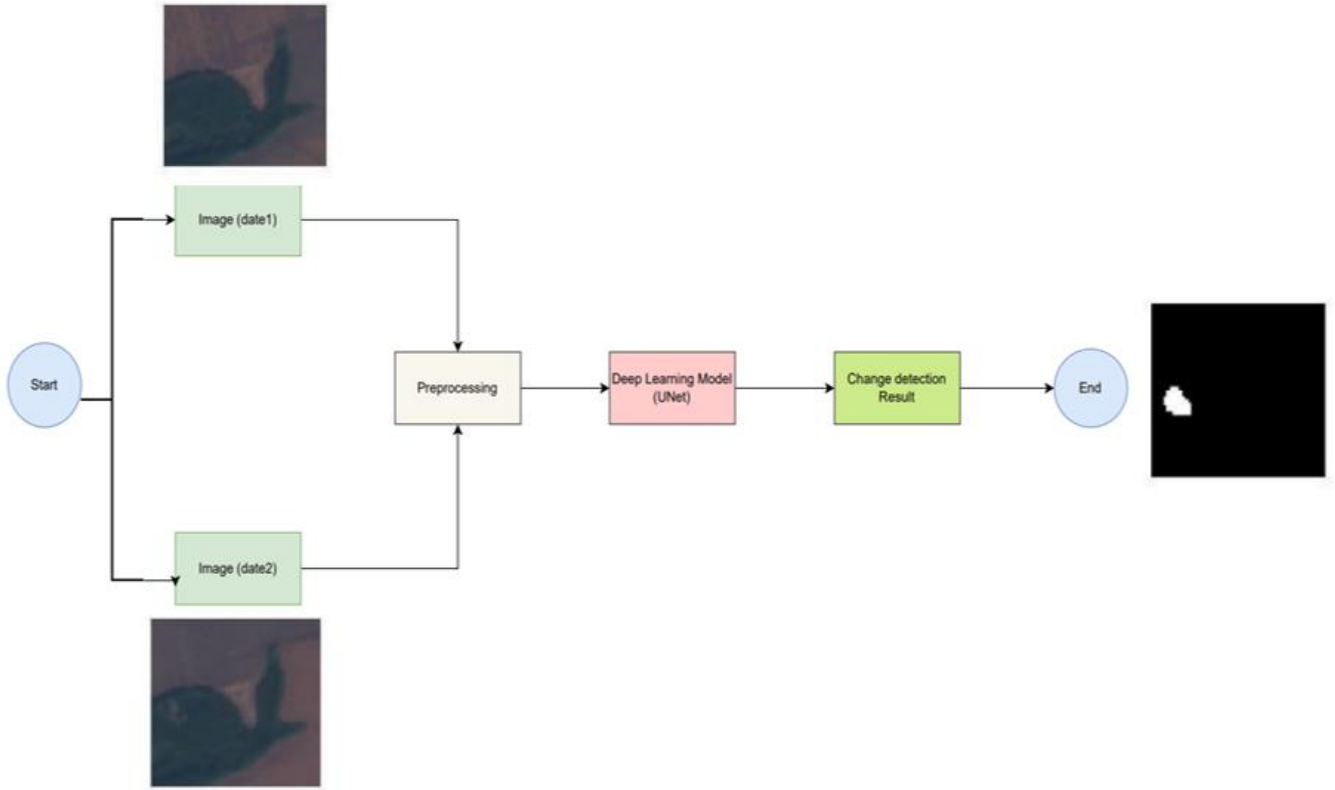 Image (date1)
Start
Preprocessing
Deep Learning Model
(UNet)
Change detection
Result
End
Image (date2)